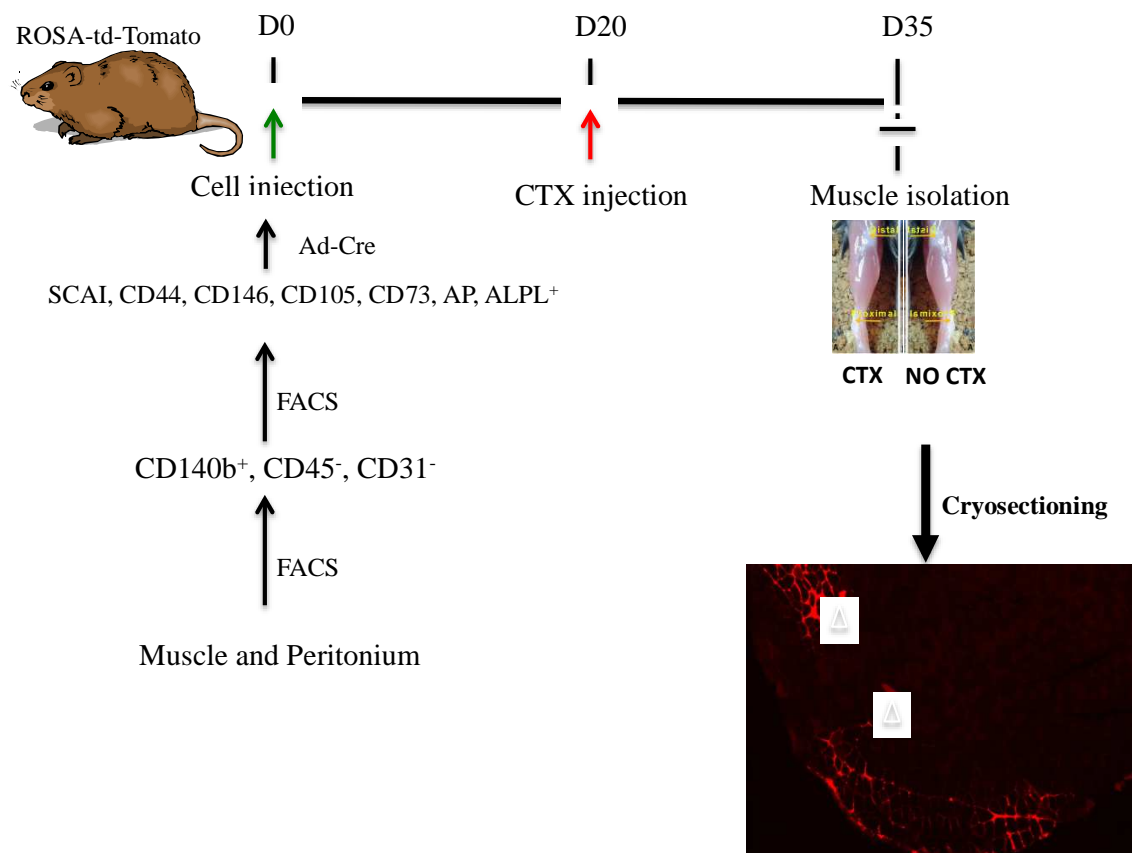 ROSA-td-Tomato
D0
D20
D35
Cell injection
CTX injection
Muscle isolation
Ad-Cre
SCAI, CD44, CD146, CD105, CD73, AP, ALPL⁺
FACS
CD140b⁺, CD45⁻, CD31⁻
FACS
Muscle and Peritonium
CTX
NO CTX
Cryosectioning
Δ
Δ